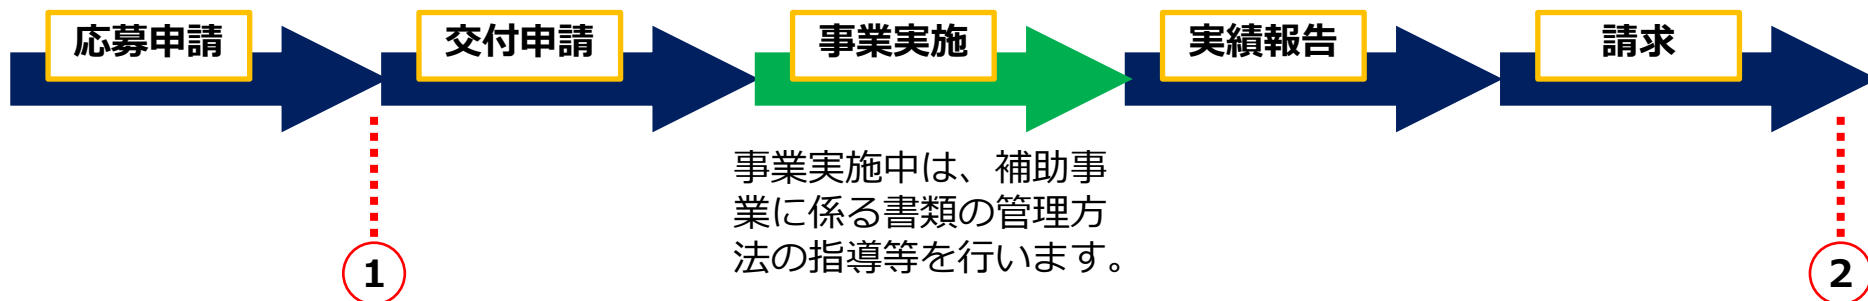 応募申請
交付申請
事業実施
実績報告
請求
事業実施中は、補助事
業に係る書類の管理方
法の指導等を行います。
1
2